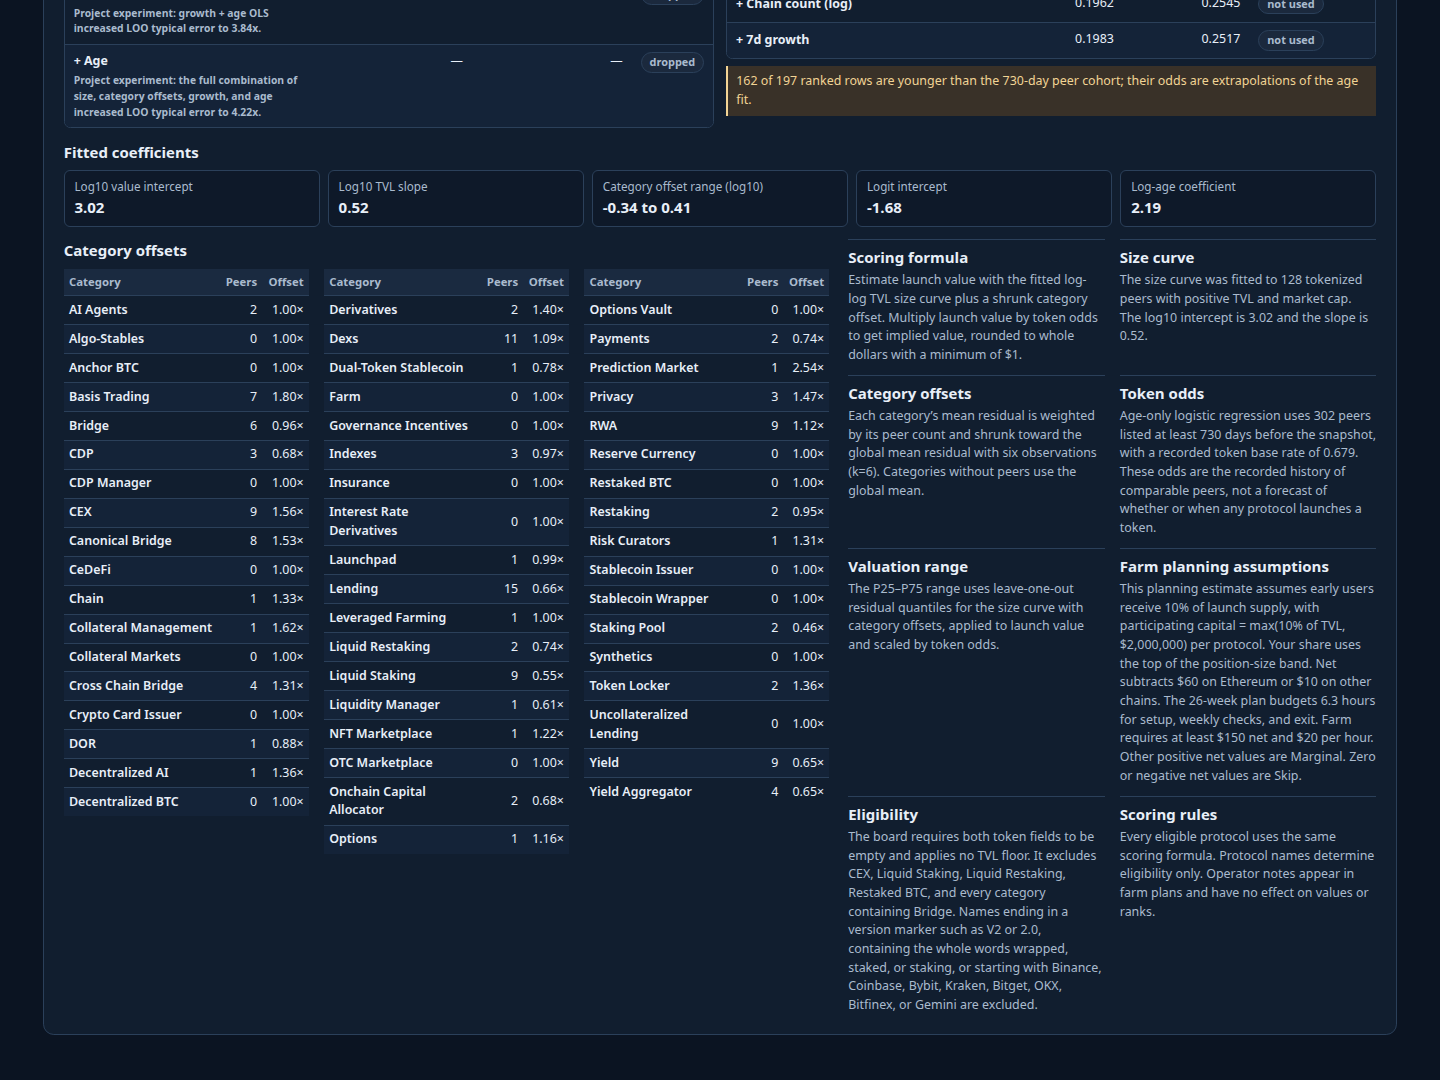 Project experiment: growth + age OLS
increased LOO typical error to 3.84x.
+ Age — — dropped
Project experiment: the full combination of
size, category offsets, growth, and age
increased LOO typical error to 4.22x.
+ Chain count (log) 0.1962 0.2545 not used
+ 7d growth 0.1983 0.2517 not used
162 of 197 ranked rows are younger than the 730-day peer cohort; their odds are extrapolations of the age
fit.
Fitted coefficients
Log10 value intercept
3.02
Log10 TVL slope
0.52
Category offset range (log10)
-0.34 to 0.41
Logit intercept
-1.68
Log-age coefficient
2.19
Category offsets
Category Peers Offset
AI Agents 2 1.00×
Algo-Stables 0 1.00×
Anchor BTC 0 1.00×
Basis Trading 7 1.80×
Bridge 6 0.96×
CDP 3 0.68×
CDP Manager 0 1.00×
CEX 9 1.56×
Canonical Bridge 8 1.53×
CeDeFi 0 1.00×
Chain 1 1.33×
Collateral Management 1 1.62×
Collateral Markets 0 1.00×
Cross Chain Bridge 4 1.31×
Crypto Card Issuer 0 1.00×
DOR 1 0.88×
Decentralized AI 1 1.36×
Decentralized BTC 0 1.00×
Category Peers Offset
Derivatives 2 1.40×
Dexs 11 1.09×
Dual-Token Stablecoin 1 0.78×
Farm 0 1.00×
Governance Incentives 0 1.00×
Indexes 3 0.97×
Insurance 0 1.00×
Interest Rate
Derivatives 0 1.00×
Launchpad 1 0.99×
Lending 15 0.66×
Leveraged Farming 1 1.00×
Liquid Restaking 2 0.74×
Liquid Staking 9 0.55×
Liquidity Manager 1 0.61×
NFT Marketplace 1 1.22×
OTC Marketplace 0 1.00×
Onchain Capital
Allocator 2 0.68×
Options 1 1.16×
Category Peers Offset
Options Vault 0 1.00×
Payments 2 0.74×
Prediction Market 1 2.54×
Privacy 3 1.47×
RWA 9 1.12×
Reserve Currency 0 1.00×
Restaked BTC 0 1.00×
Restaking 2 0.95×
Risk Curators 1 1.31×
Stablecoin Issuer 0 1.00×
Stablecoin Wrapper 0 1.00×
Staking Pool 2 0.46×
Synthetics 0 1.00×
Token Locker 2 1.36×
Uncollateralized
Lending 0 1.00×
Yield 9 0.65×
Yield Aggregator 4 0.65×
Scoring formula
Estimate launch value with the fitted log-
log TVL size curve plus a shrunk category
offset. Multiply launch value by token odds
to get implied value, rounded to whole
dollars with a minimum of $1.
Size curve
The size curve was fitted to 128 tokenized
peers with positive TVL and market cap.
The log10 intercept is 3.02 and the slope is
0.52.
Category offsets
Each category's mean residual is weighted
by its peer count and shrunk toward the
global mean residual with six observations
(k=6). Categories without peers use the
global mean.
Token odds
Age-only logistic regression uses 302 peers
listed at least 730 days before the snapshot,
with a recorded token base rate of 0.679.
These odds are the recorded history of
comparable peers, not a forecast of
whether or when any protocol launches a
token.
Valuation range
The P25–P75 range uses leave-one-out
residual quantiles for the size curve with
category offsets, applied to launch value
and scaled by token odds.
Farm planning assumptions
This planning estimate assumes early users
receive 10% of launch supply, with
participating capital = max(10% of TVL,
$2,000,000) per protocol. Your share uses
the top of the position-size band. Net
subtracts $60 on Ethereum or $10 on other
chains. The 26-week plan budgets 6.3 hours
for setup, weekly checks, and exit. Farm
requires at least $150 net and $20 per hour.
Other positive net values are Marginal. Zero
or negative net values are Skip.
Eligibility
The board requires both token fields to be
empty and applies no TVL floor. It excludes
CEX, Liquid Staking, Liquid Restaking,
Restaked BTC, and every category
containing Bridge. Names ending in a
version marker such as V2 or 2.0,
containing the whole words wrapped,
staked, or staking, or starting with Binance,
Coinbase, Bybit, Kraken, Bitget, OKX,
Bitfinex, or Gemini are excluded.
Scoring rules
Every eligible protocol uses the same
scoring formula. Protocol names determine
eligibility only. Operator notes appear in
farm plans and have no effect on values or
ranks.